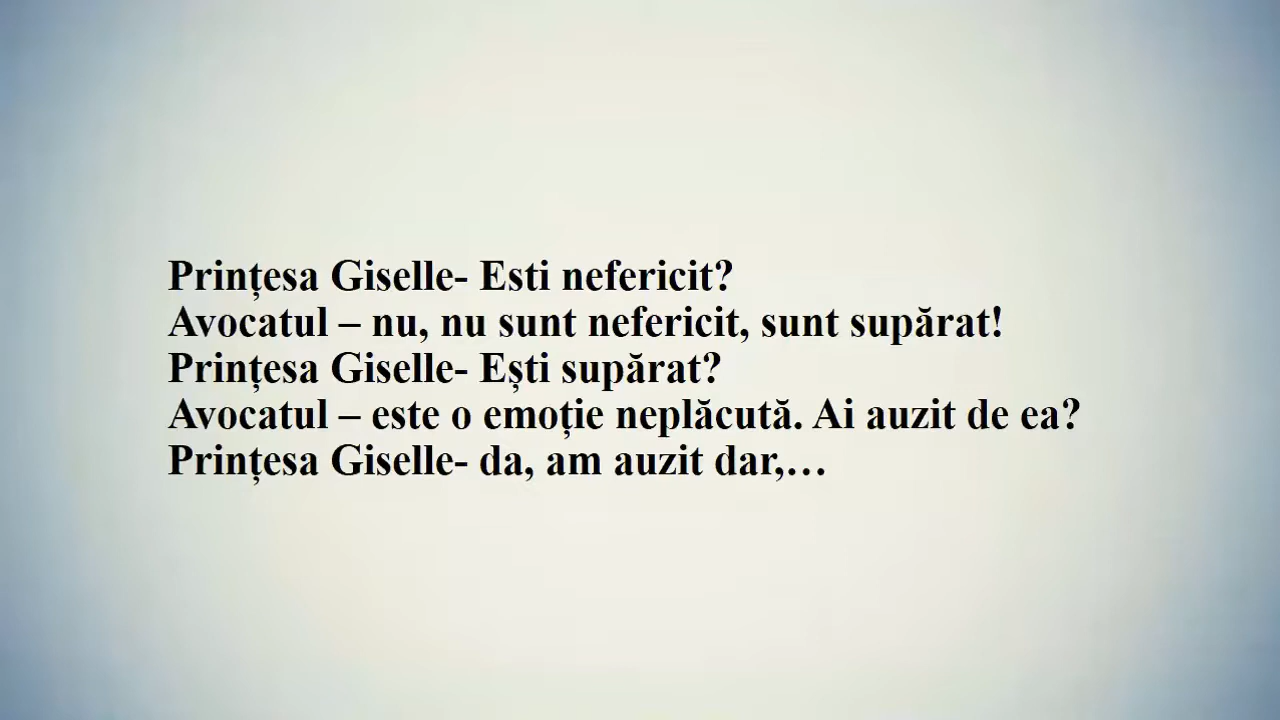 Prințesa Giselle- Esti nefericit?
Avocatul – nu, nu sunt nefericit, sunt supărat!
Prințesa Giselle- Ești supărat?
Avocatul – este o emoție neplăcută. Ai auzit de ea?
Prințesa Giselle- da, am auzit dar,…